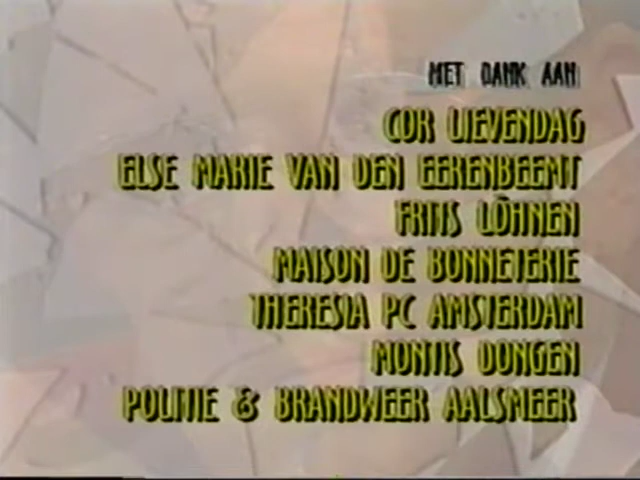 MET DANK AAN
COR LIEVENDAG
ELSE MARIE VAN DEN EERENBEEMT
FRITS LÖHNEN
MAISON DE BONNETERIE
THERESIA PC AMSTERDAM
MONTIS DONGEN
POLITIE & BRANDWEER AALSMEER